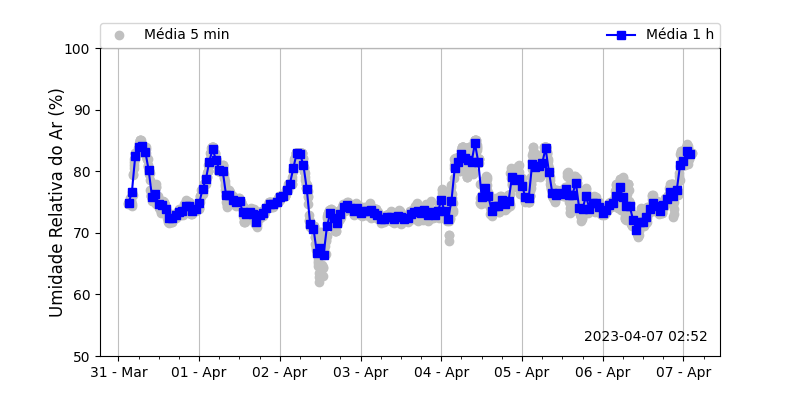 Média 5 min
Média 1 h
Umidade Relativa do Ar (%)
100
90
80
70
60
50
2023-04-07 02:52
31 - Mar
01 - Apr
02 - Apr
03 - Apr
04 - Apr
05 - Apr
06 - Apr
07 - Apr